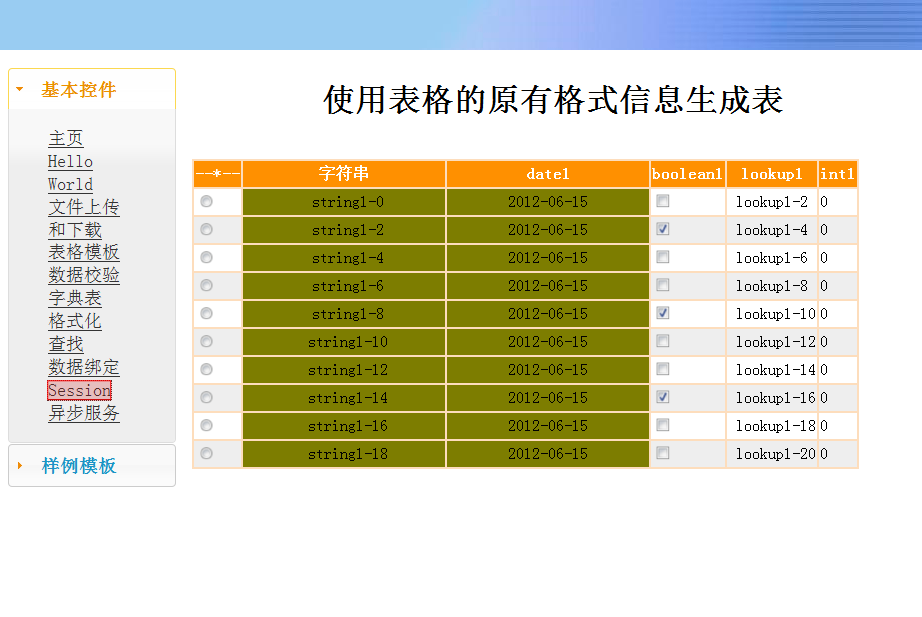 基本控件
主页
Hello
World
文件上传
和下载
表格模板
数据校验
字典表
格式化
查找
数据绑定
Session
异步服务
样例模板
使用表格的原有格式信息生成表
--*-- 字符串 date1 boolean1 lookup1 int1
string1-0 2012-06-15 lookup1-2 0
string1-2 2012-06-15 lookup1-4 0
string1-4 2012-06-15 lookup1-6 0
string1-6 2012-06-15 lookup1-8 0
string1-8 2012-06-15 lookup1-10 0
string1-10 2012-06-15 lookup1-12 0
string1-12 2012-06-15 lookup1-14 0
string1-14 2012-06-15 lookup1-16 0
string1-16 2012-06-15 lookup1-18 0
string1-18 2012-06-15 lookup1-20 0